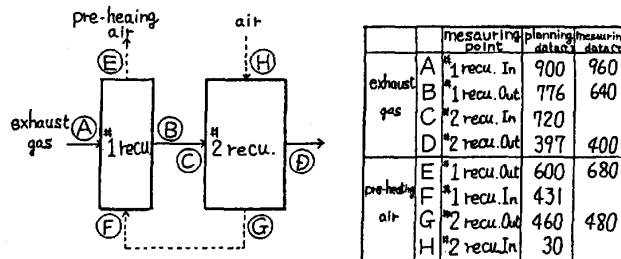 pre-heaing
air
air
E
H
exhaust
gas
A
#1 recu
B
C
#2 recu.
D
F
G
mesauring point planning data(℃) measuring data(℃)
exhaust gas
A #1 recu. In 900 960
B #1 recu.Out 776 640
C #2 recu. In 720
D #2 recu.Out 397 400
pre-heating air
E #1 recu.Out 600 680
F #1 recu.In 431
G #2 recu.Out 460 480
H #2 recu.In 30